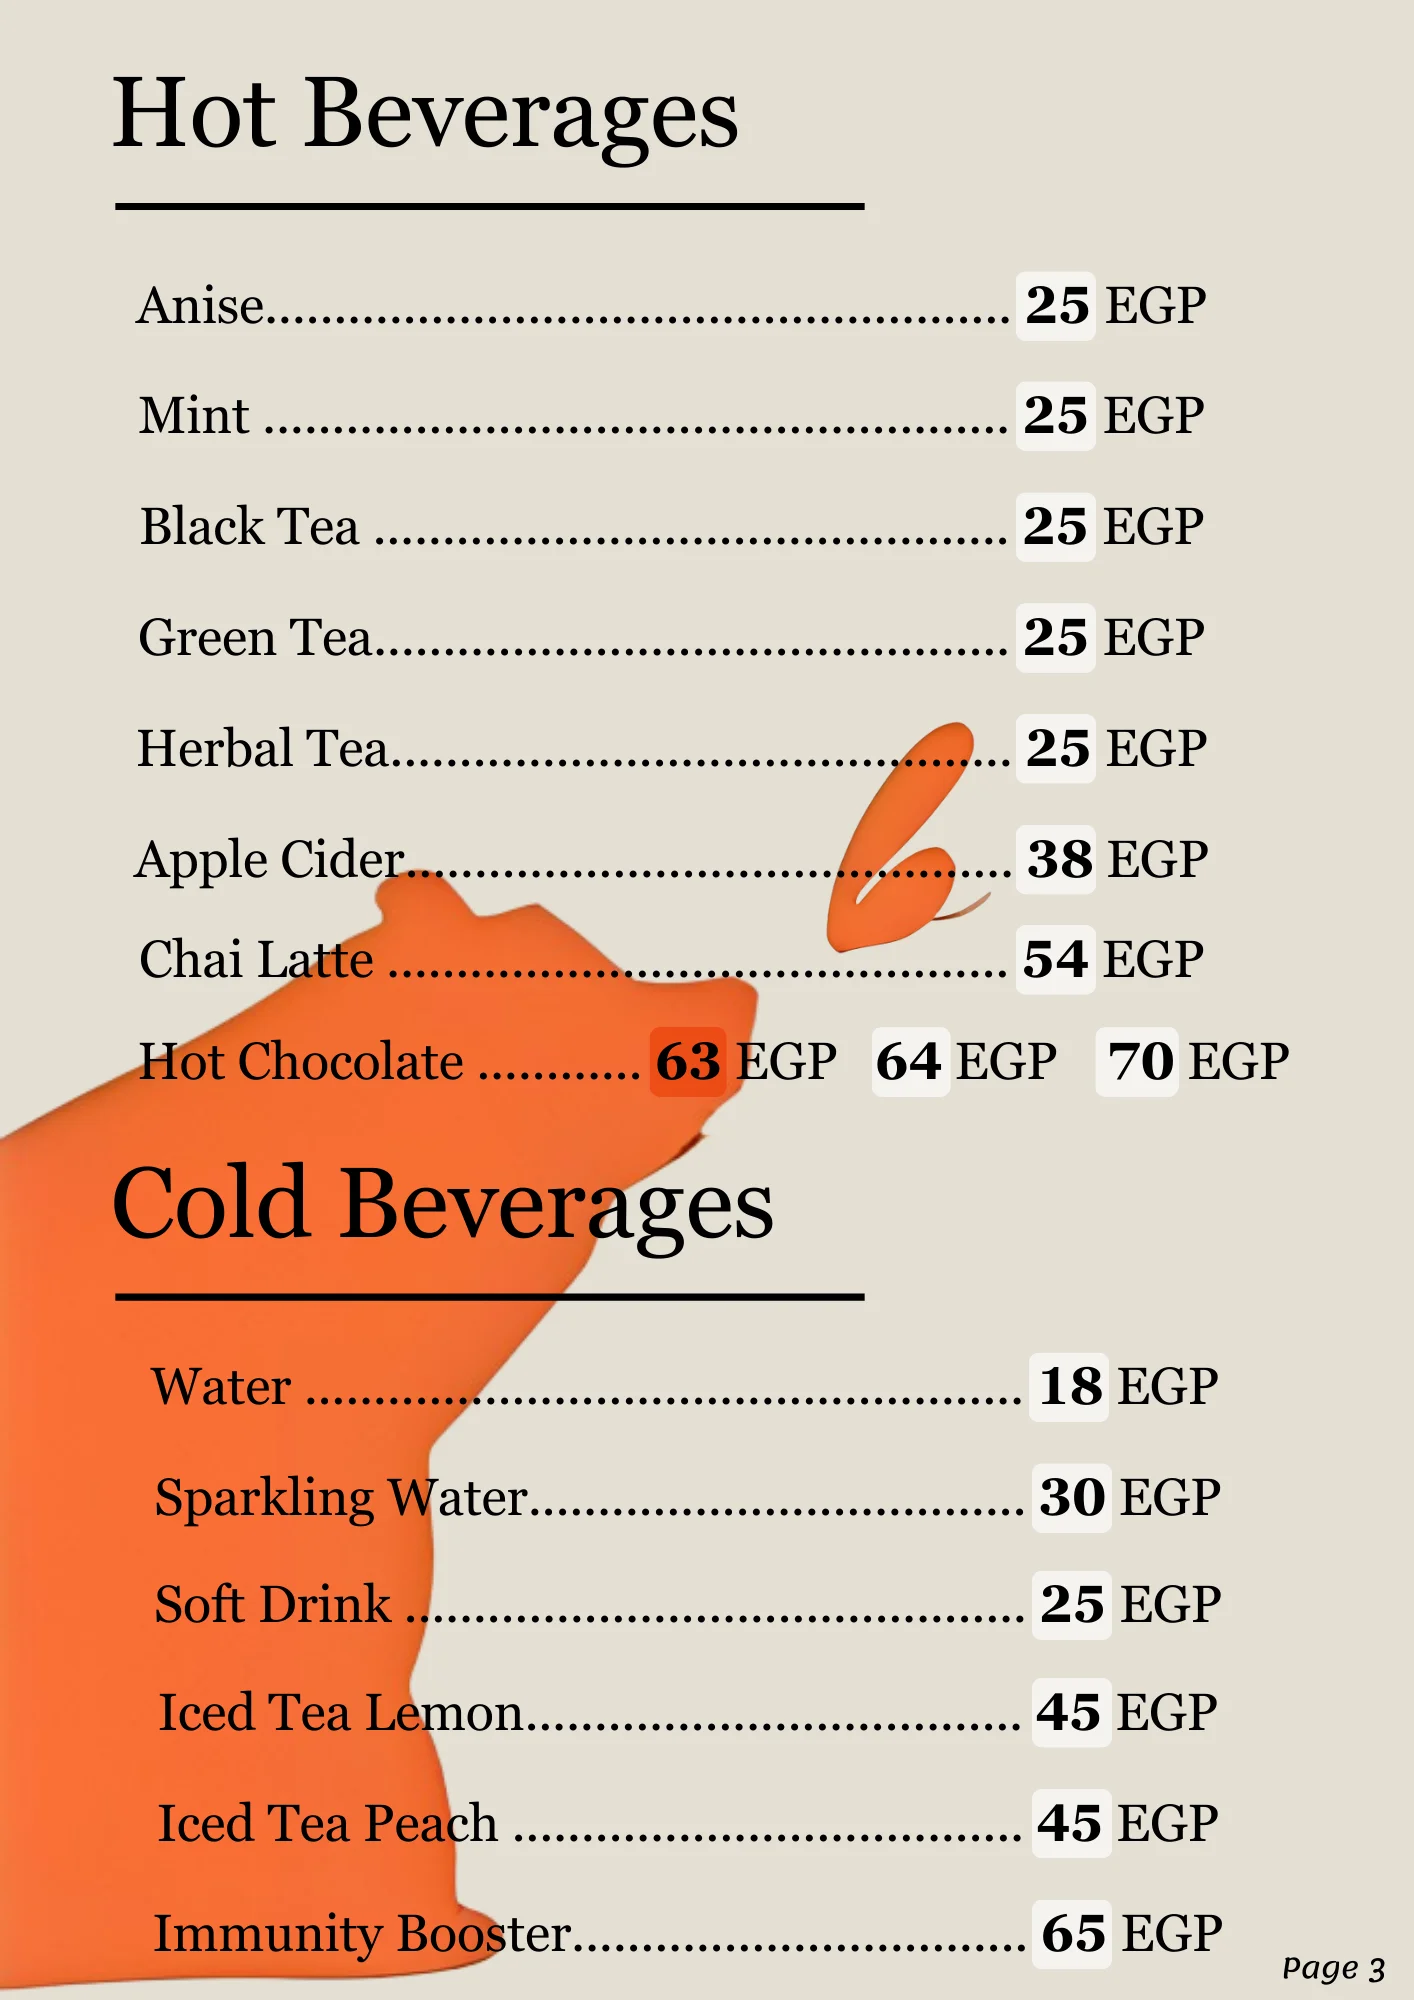 Hot Beverages
Anise...................................................... 25 EGP
Mint ...................................................... 25 EGP
Black Tea .............................................. 25 EGP
Green Tea.............................................. 25 EGP
Herbal Tea............................................. 25 EGP
Apple Cider............................................ 38 EGP
Chai Latte ............................................. 54 EGP
Hot Chocolate ............ 63 EGP 64 EGP 70 EGP
Cold Beverages
Water .................................................... 18 EGP
Sparkling Water.................................... 30 EGP
Soft Drink ............................................. 25 EGP
Iced Tea Lemon.................................... 45 EGP
Iced Tea Peach ..................................... 45 EGP
Immunity Booster................................. 65 EGP
Page 3